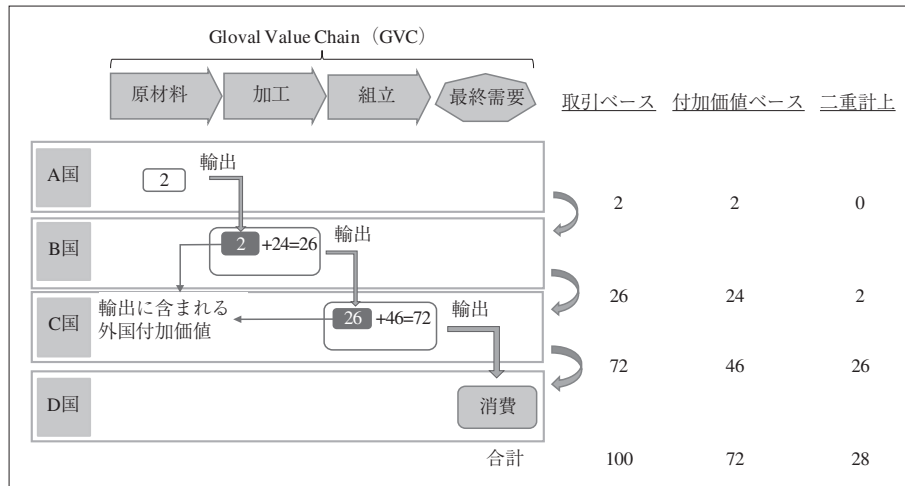 Gloval Value Chain（GVC）
原材料 加工 組立 最終需要
取引ベース 付加価値ベース 二重計上
A国 2 輸出
2 2 0
B国 2 +24=26 輸出
26 24 2
C国 輸出に含まれる
外国付加価値
26 +46=72 輸出
72 46 26
D国 消費
合計 100 72 28